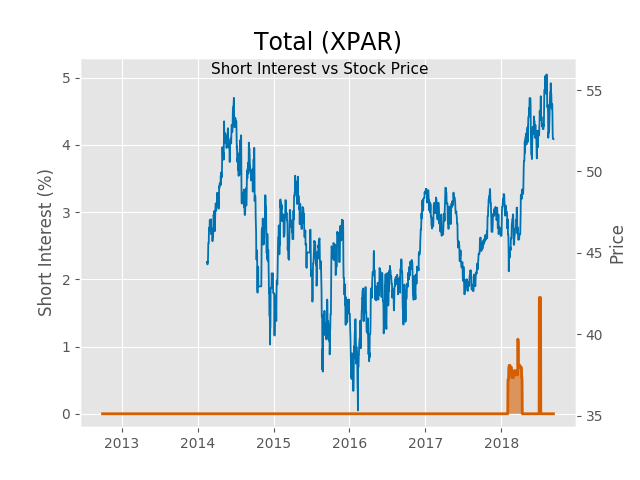 Total (XPAR)
Short Interest vs Stock Price
Short Interest (%)
5
4
3
2
1
0
55
50
45
40
35
Price
2013 2014 2015 2016 2017 2018